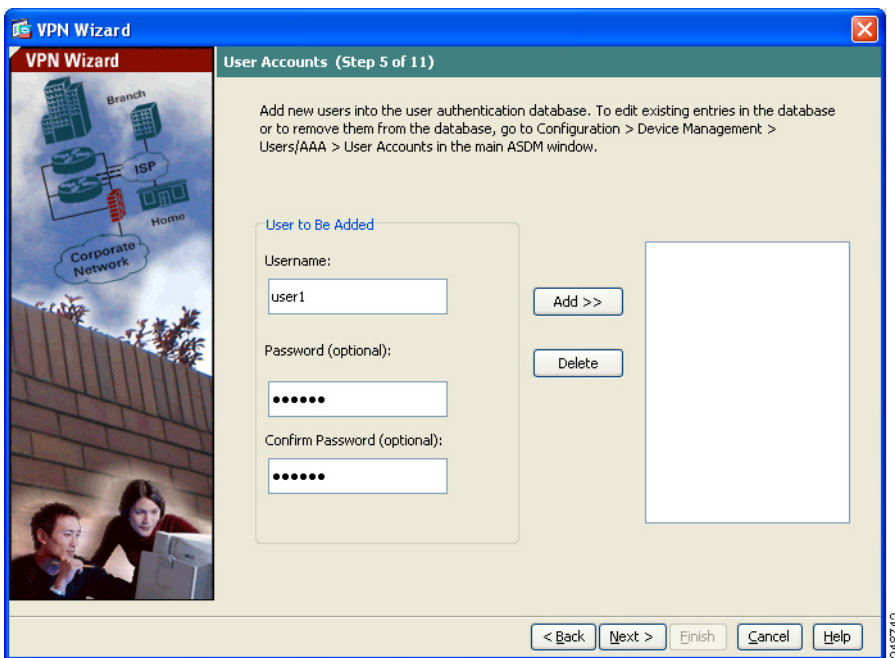 VPN Wizard
VPN Wizard
User Accounts (Step 5 of 11)
Branch
ISP
Home
Corporate
Network
Add new users into the user authentication database. To edit existing entries in the database
or to remove them from the database, go to Configuration > Device Management >
Users/AAA > User Accounts in the main ASDM window.
User to Be Added
Username:
user1
Add >>
Password (optional):
Delete
●●●●●●
Confirm Password (optional):
●●●●●●
< Back
Next >
Finish
Cancel
Help